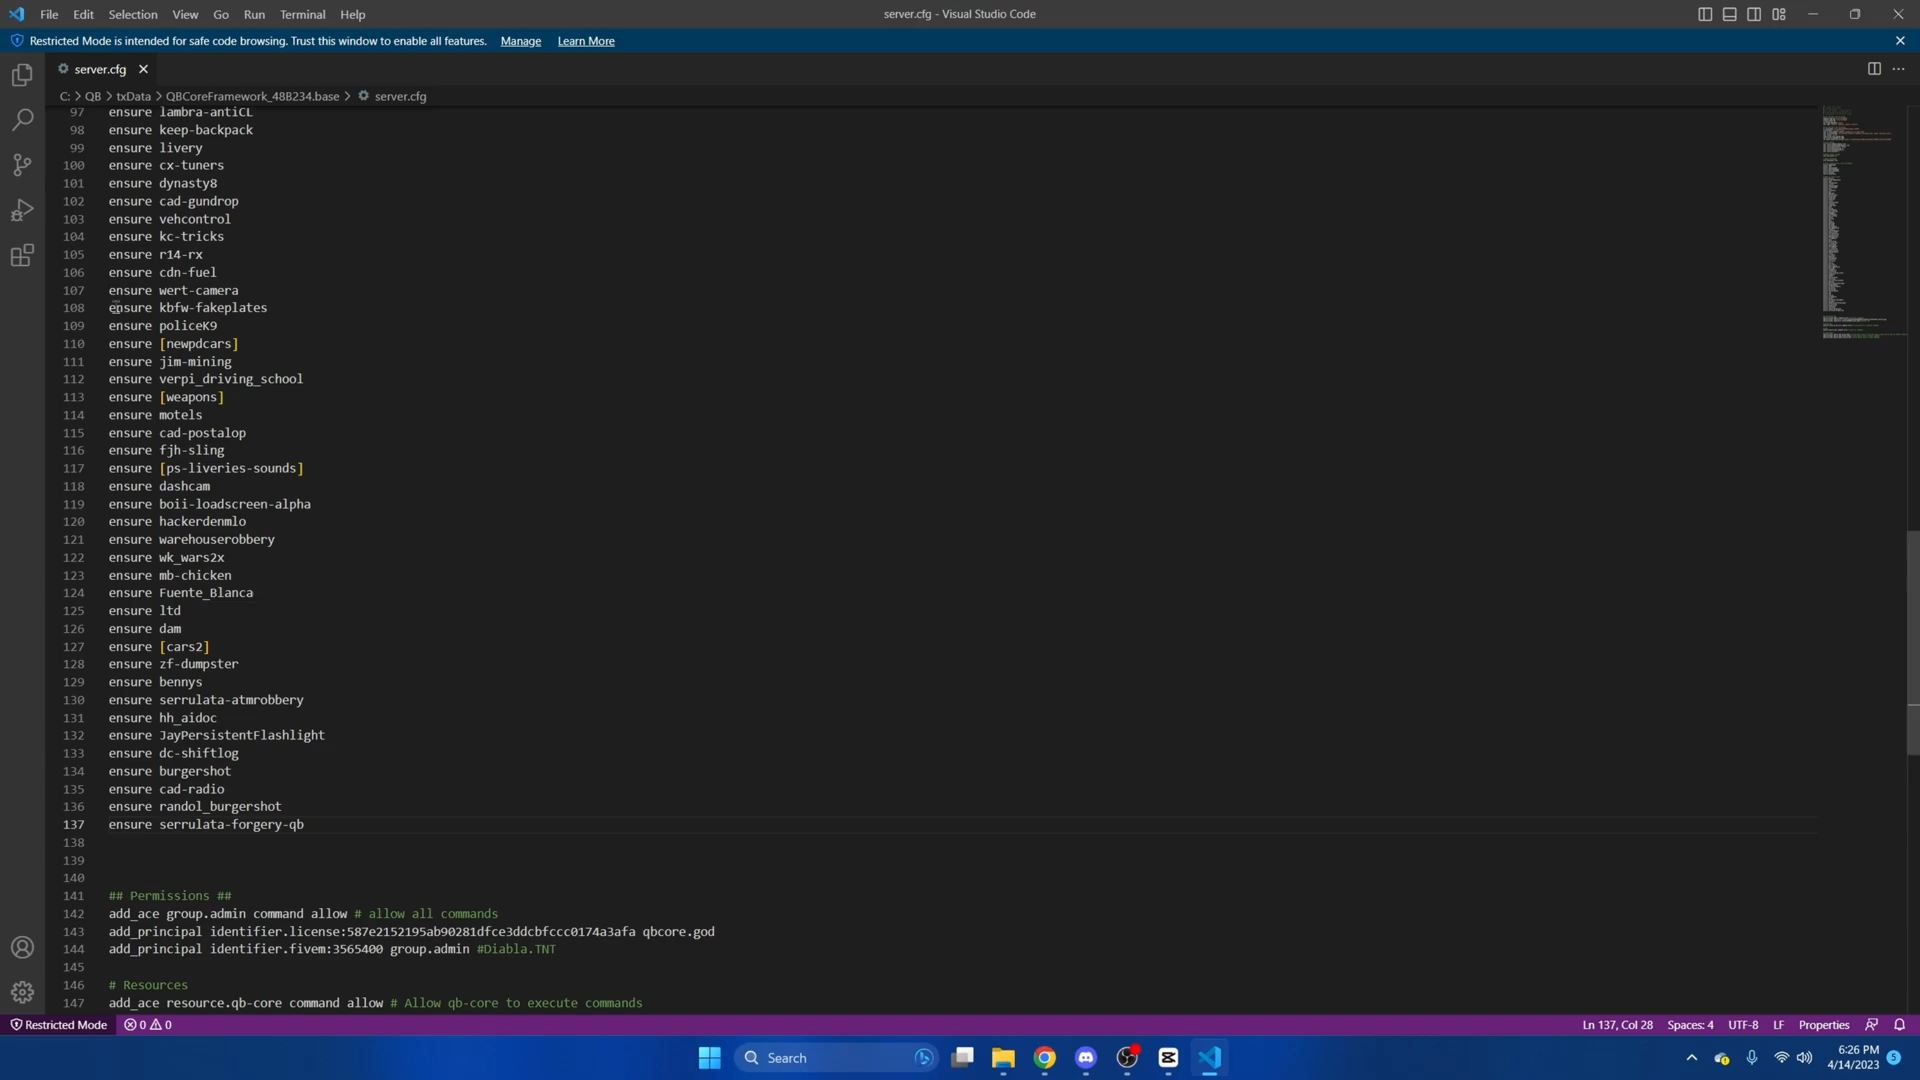 File Edit Selection View Go Run Terminal Help
server.cfg - Visual Studio Code
Restricted Mode is intended for safe code browsing. Trust this window to enable all features. Manage Learn More
server.cfg
C: > QB > txData > QBCoreFramework_48B234.base > server.cfg
97 ensure lambra-antiCL
98 ensure keep-backpack
99 ensure livery
100 ensure cx-tuners
101 ensure dynasty8
102 ensure cad-gundrop
103 ensure vehcontrol
104 ensure kc-tricks
105 ensure r14-rx
106 ensure cdn-fuel
107 ensure wert-camera
108 ensure kbfw-fakeplates
109 ensure policeK9
110 ensure [newpdcars]
111 ensure jim-mining
112 ensure verpi_driving_school
113 ensure [weapons]
114 ensure motels
115 ensure cad-postalop
116 ensure fjh-sling
117 ensure [ps-liveries-sounds]
118 ensure dashcam
119 ensure boii-loadscreen-alpha
120 ensure hackerdenmlo
121 ensure warehouserobbery
122 ensure wk_wars2x
123 ensure mb-chicken
124 ensure Fuente_Blanca
125 ensure ltd
126 ensure dam
127 ensure [cars2]
128 ensure zf-dumpster
129 ensure bennys
130 ensure serrulata-atmrobbery
131 ensure hh_aidoc
132 ensure JayPersistentFlashlight
133 ensure dc-shiftlog
134 ensure burgershot
135 ensure cad-radio
136 ensure randol_burgershot
137 ensure serrulata-forgery-qb
138
139
140
141 ## Permissions ##
142 add_ace group.admin command allow # allow all commands
143 add_principal identifier.license:587e2152195ab90281dfce3ddcbfccc0174a3afa qbcore.god
144 add_principal identifier.fivem:3565400 group.admin #Diabla.TNT
145
146 # Resources
147 add_ace resource.qb-core command allow # Allow qb-core to execute commands
Restricted Mode 0 0 Ln 137, Col 28 Spaces: 4 UTF-8 LF Properties
Search
6:26 PM
4/14/2023
5